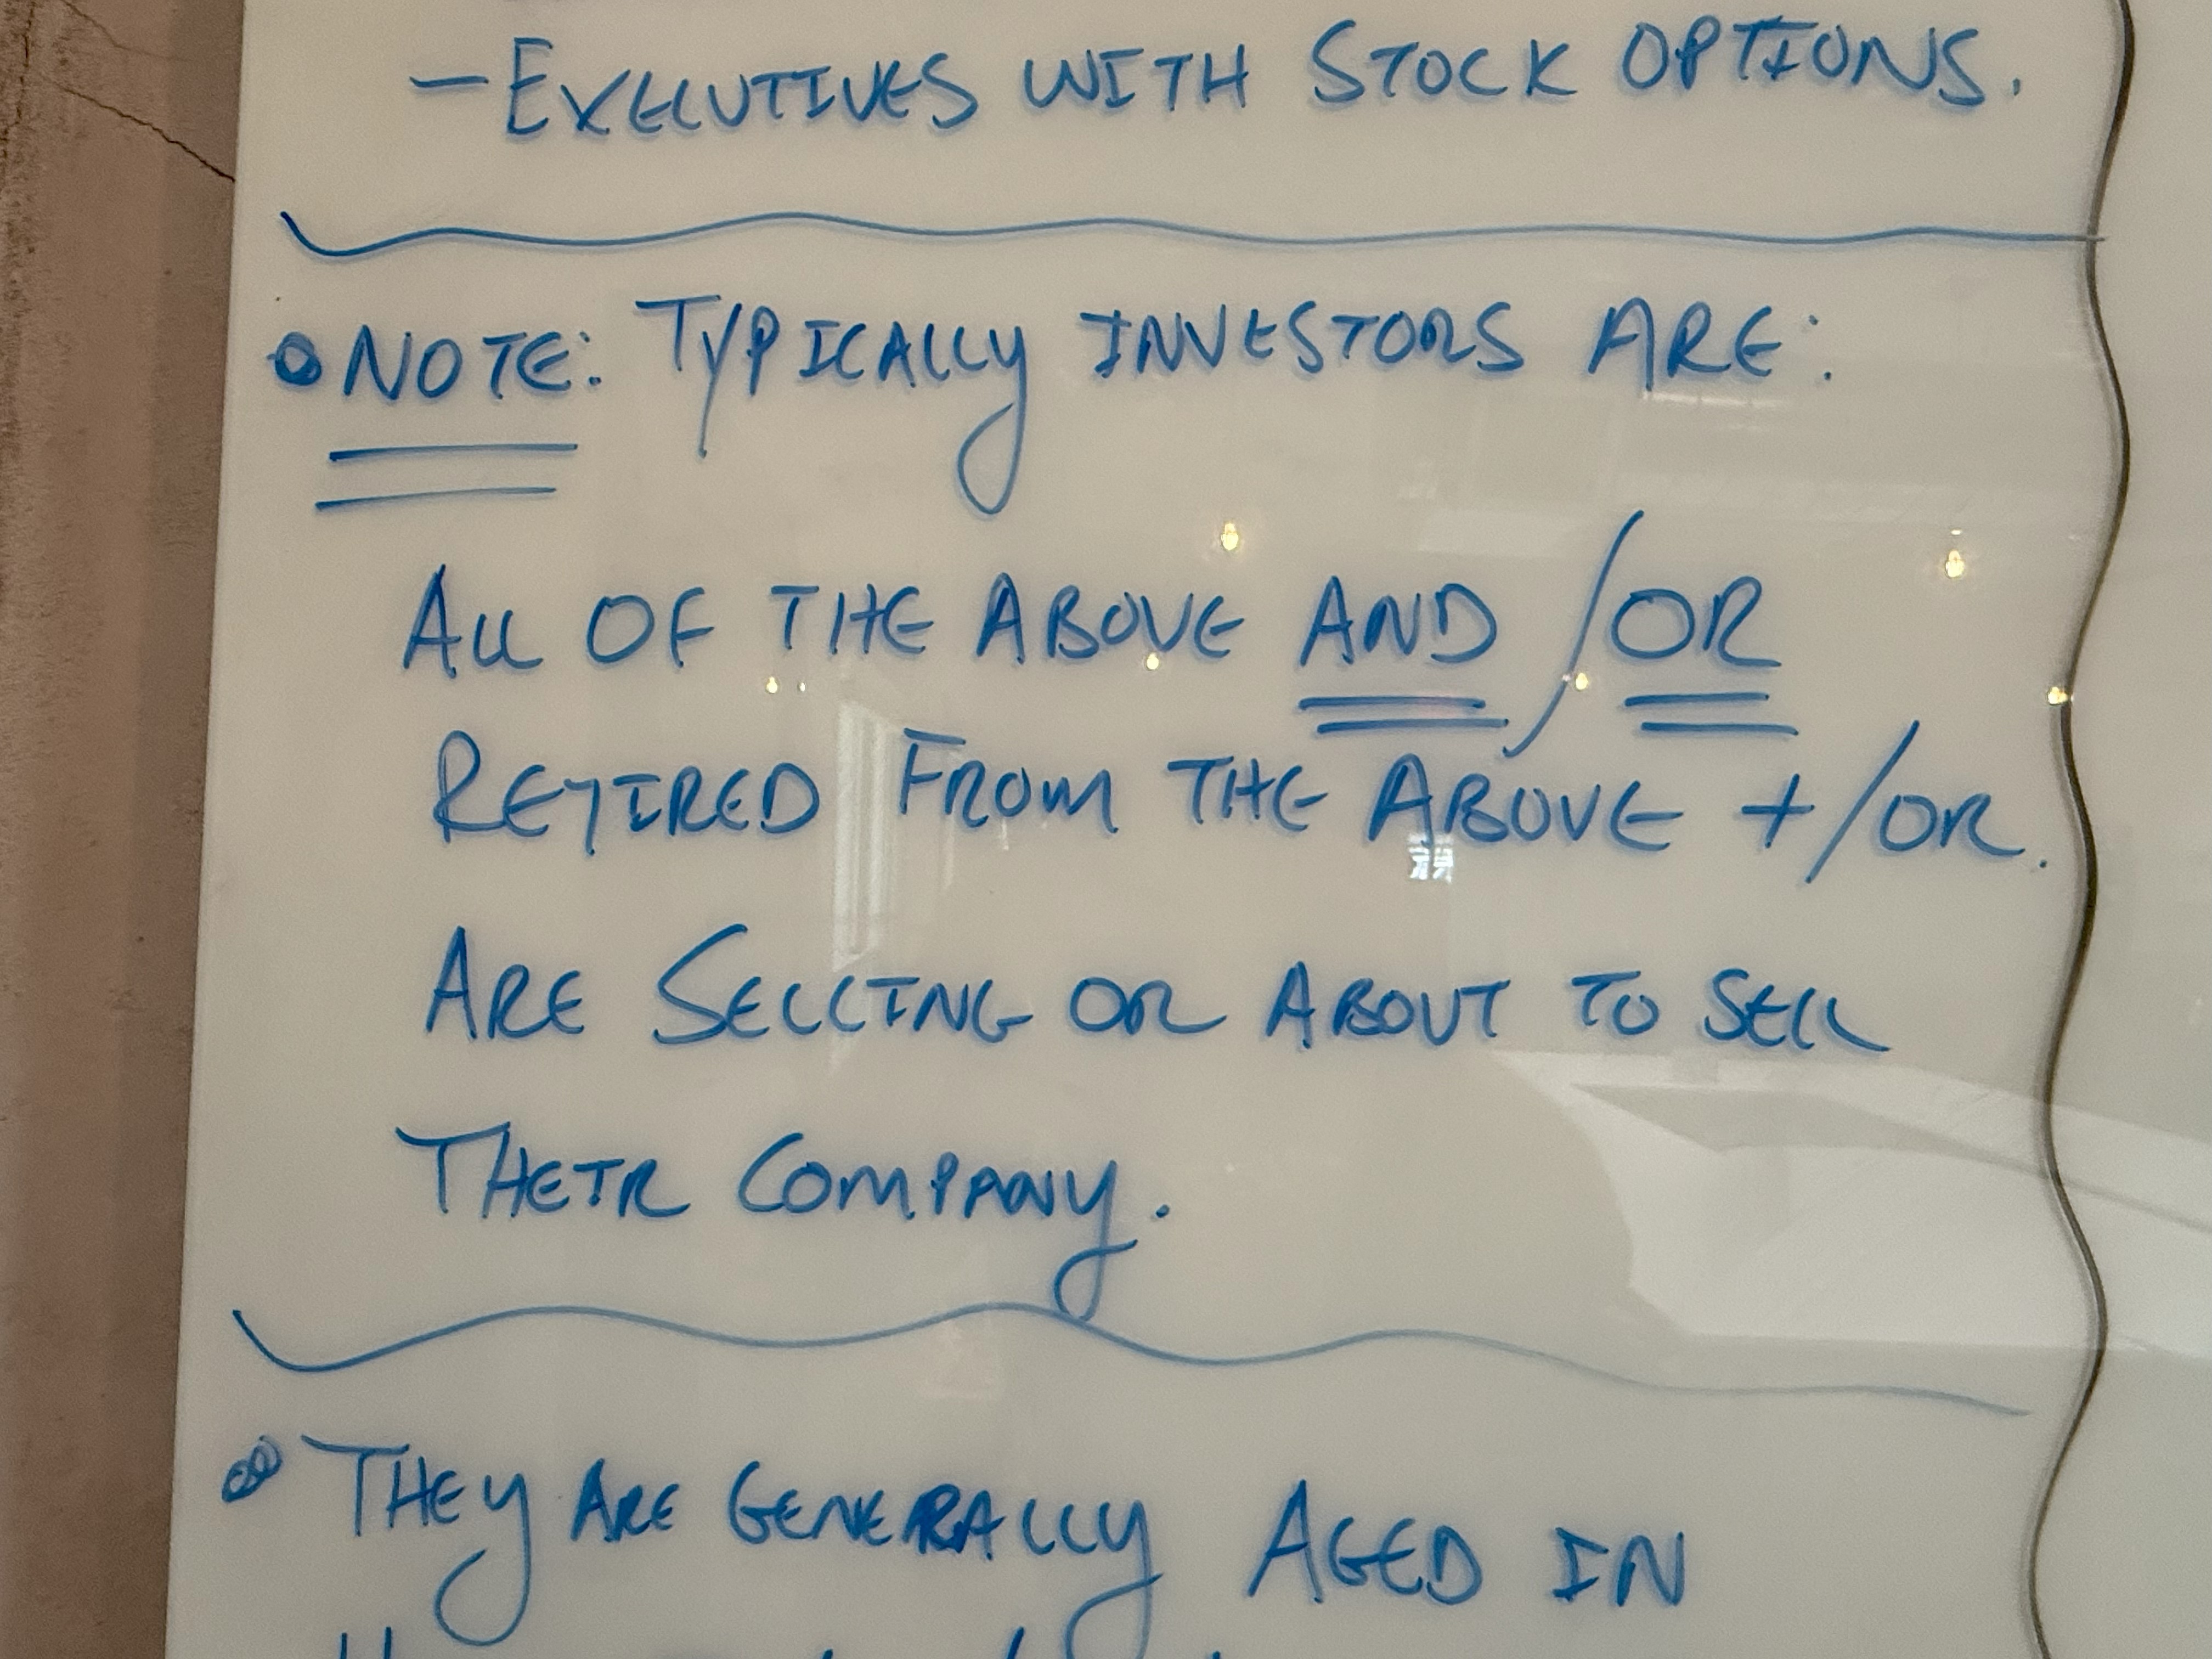 - EXECUTIVES WITH STOCK OPTIONS.
• NOTE: TYPICALLY INVESTORS ARE:
All OF THE ABOVE AND / OR
RETIRED FROM THE ABOVE + / OR.
ARE SELLING OR ABOUT TO SELL
THEIR COMPANY.
• THEY ARE GENERALLY AGED IN